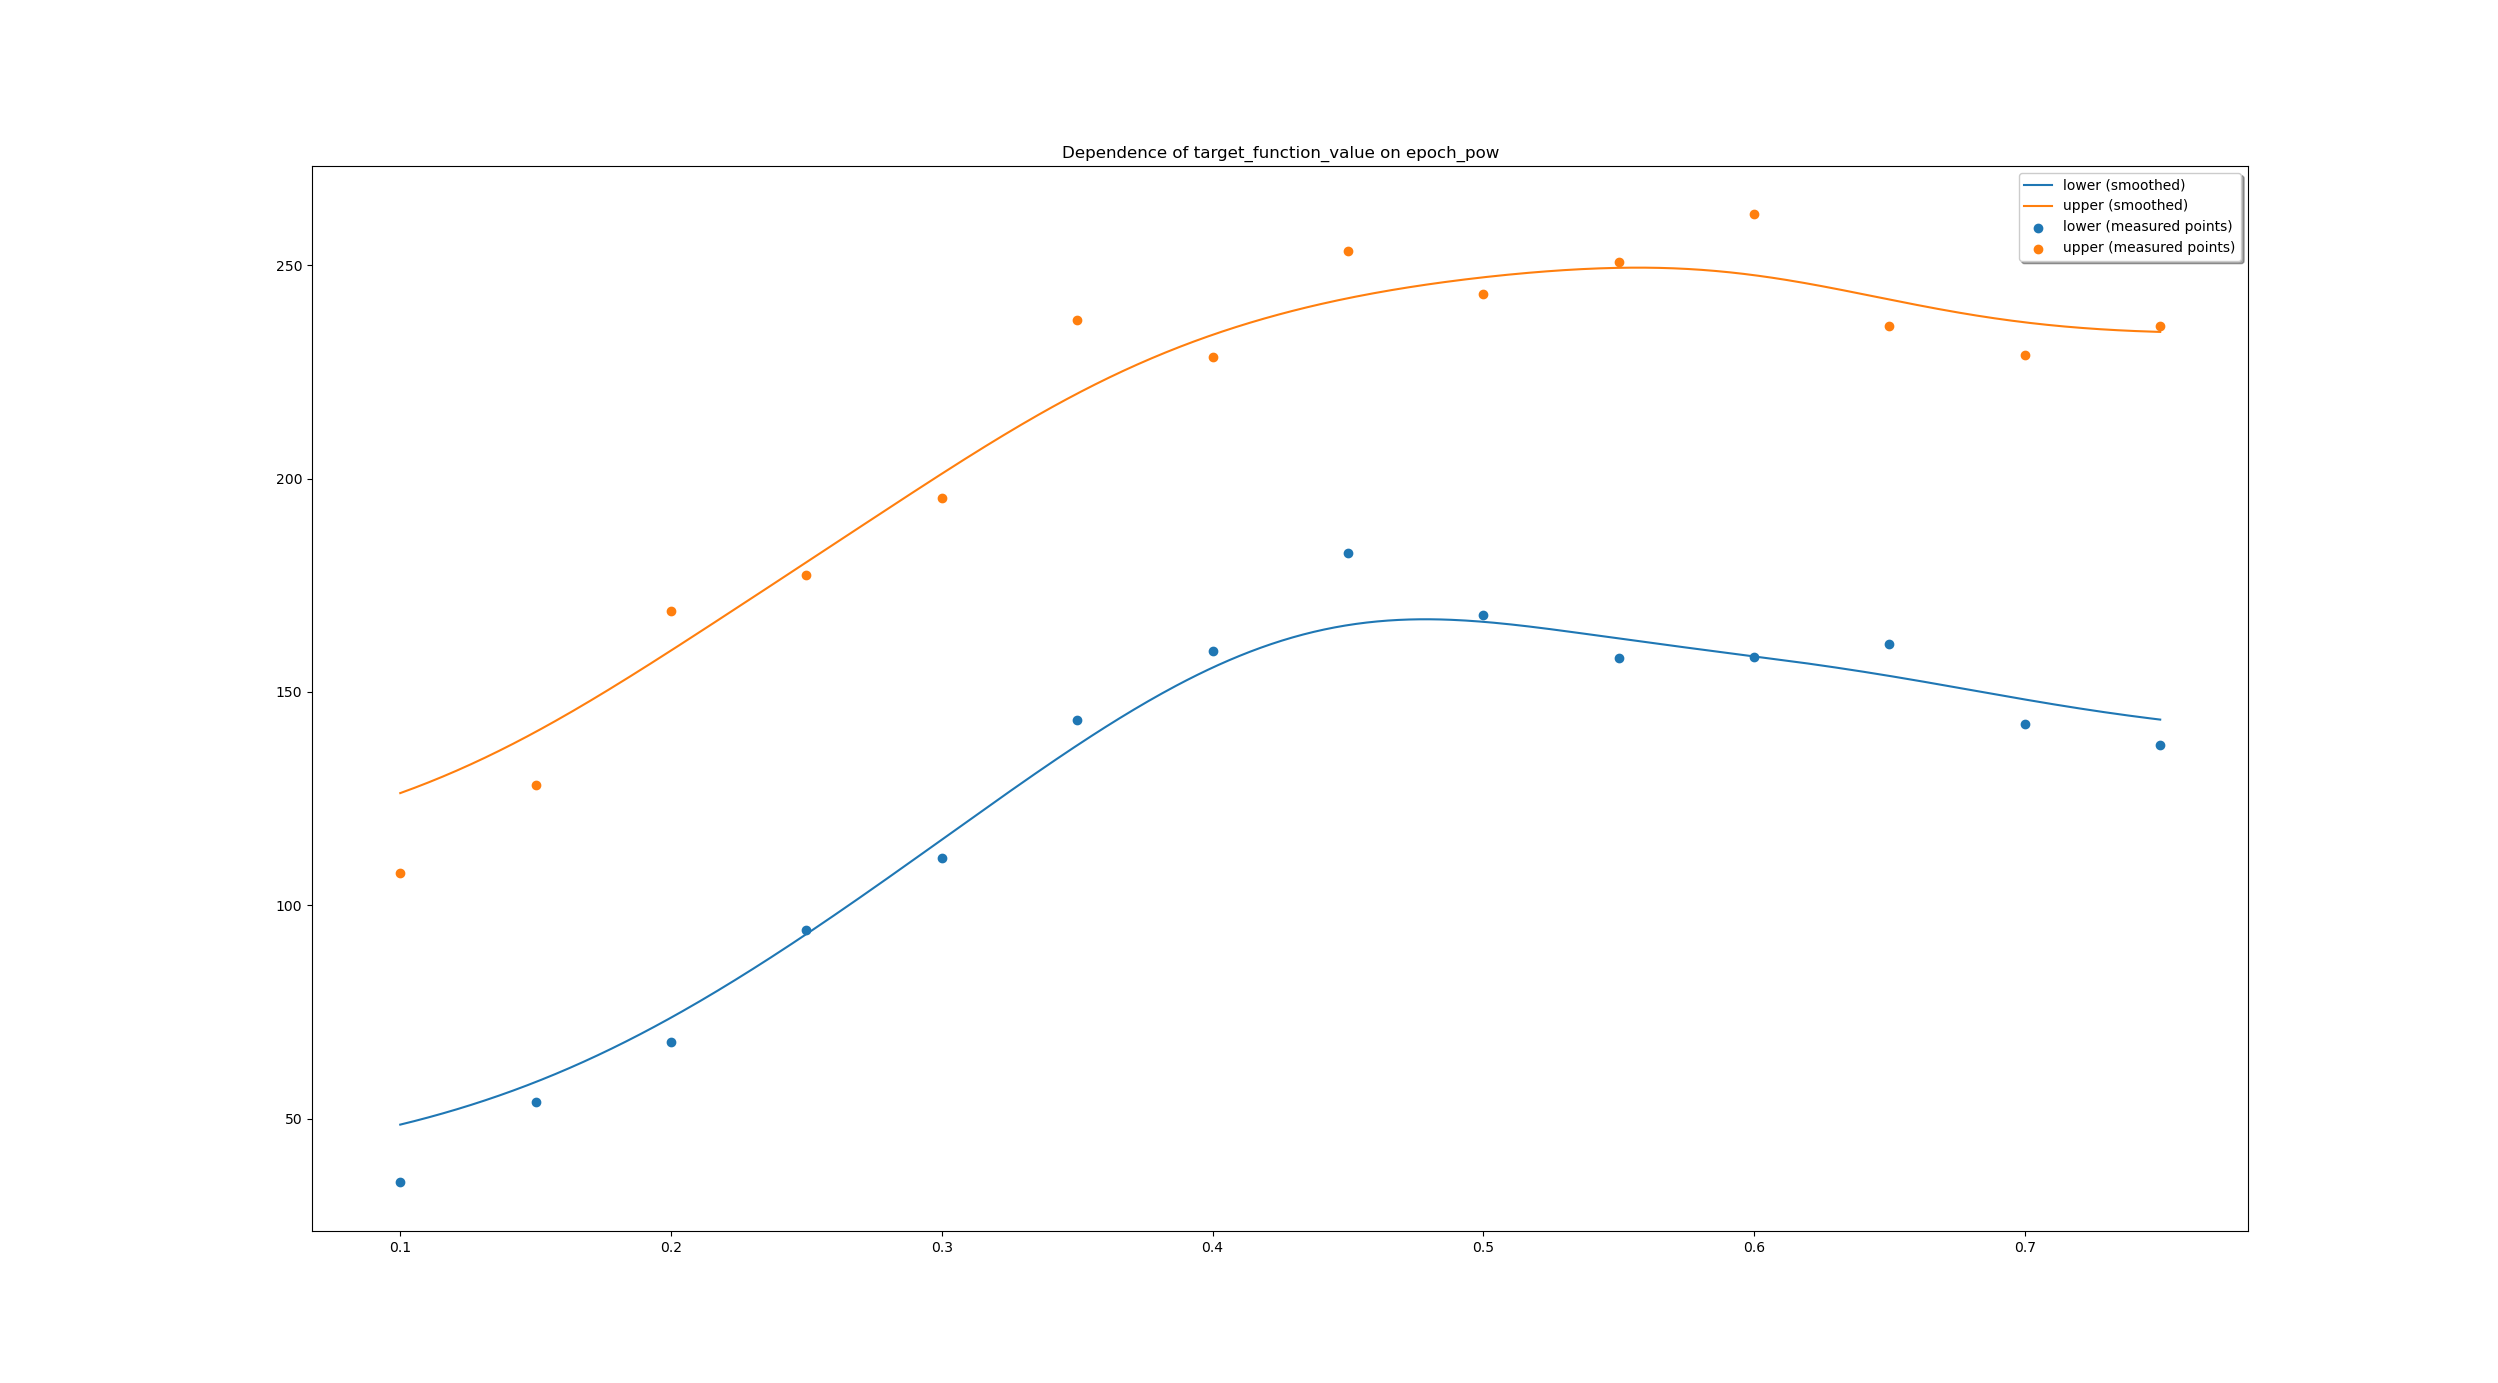 Dependence of target_function_value on epoch_pow
lower (smoothed)
upper (smoothed)
lower (measured points)
upper (measured points)
250
200
150
100
50
0.1 0.2 0.3 0.4 0.5 0.6 0.7